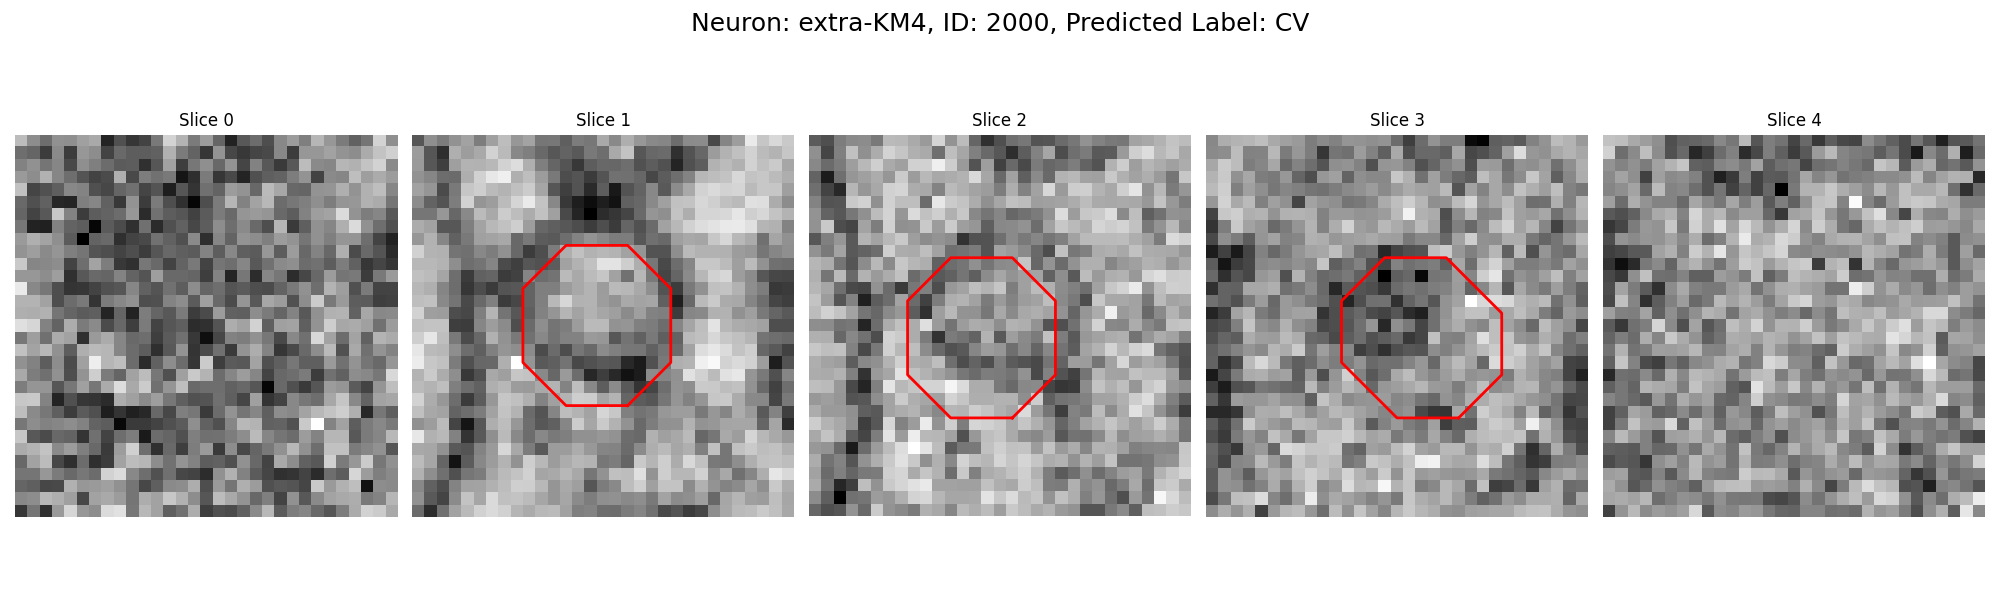 Neuron: extra-KM4, ID: 2000, Predicted Label: CV
Slice 0
Slice 1
Slice 2
Slice 3
Slice 4